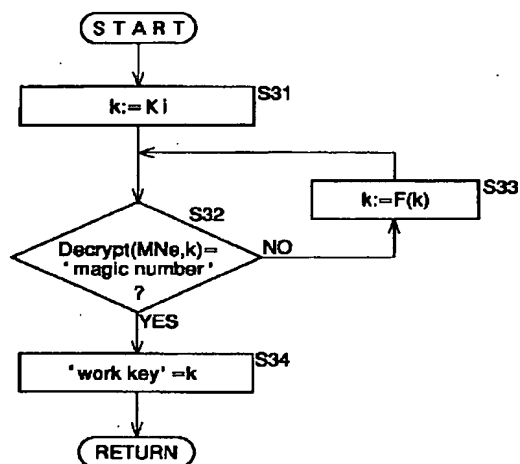 START
S31
k:=Ki
S33
k:=F(k)
S32
Decrypt(MNe,k)=
'magic number'
?
NO
YES
S34
'work key'=k
RETURN